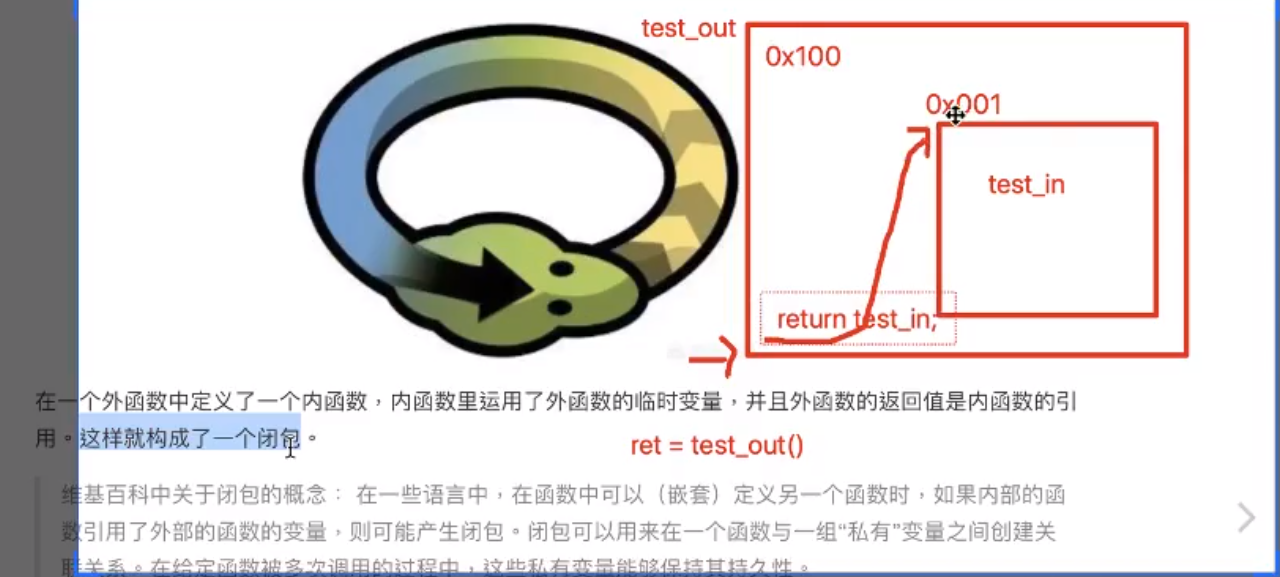 test_out
0x100
0x001
test_in
return test_in;
在一个外函数中定义了一个内函数，内函数里运用了外函数的临时变量，并且外函数的返回值是内函数的引
用。这样就构成了一个闭包。
ret = test_out()
维基百科中关于闭包的概念： 在一些语言中，在函数中可以（嵌套）定义另一个函数时，如果内部的函
数引用了外部的函数的变量，则可能产生闭包。闭包可以用来在一个函数与一组“私有”变量之间创建关
联关系。在给定函数被多次调用的过程中，这些私有变量能够保持其持久性。